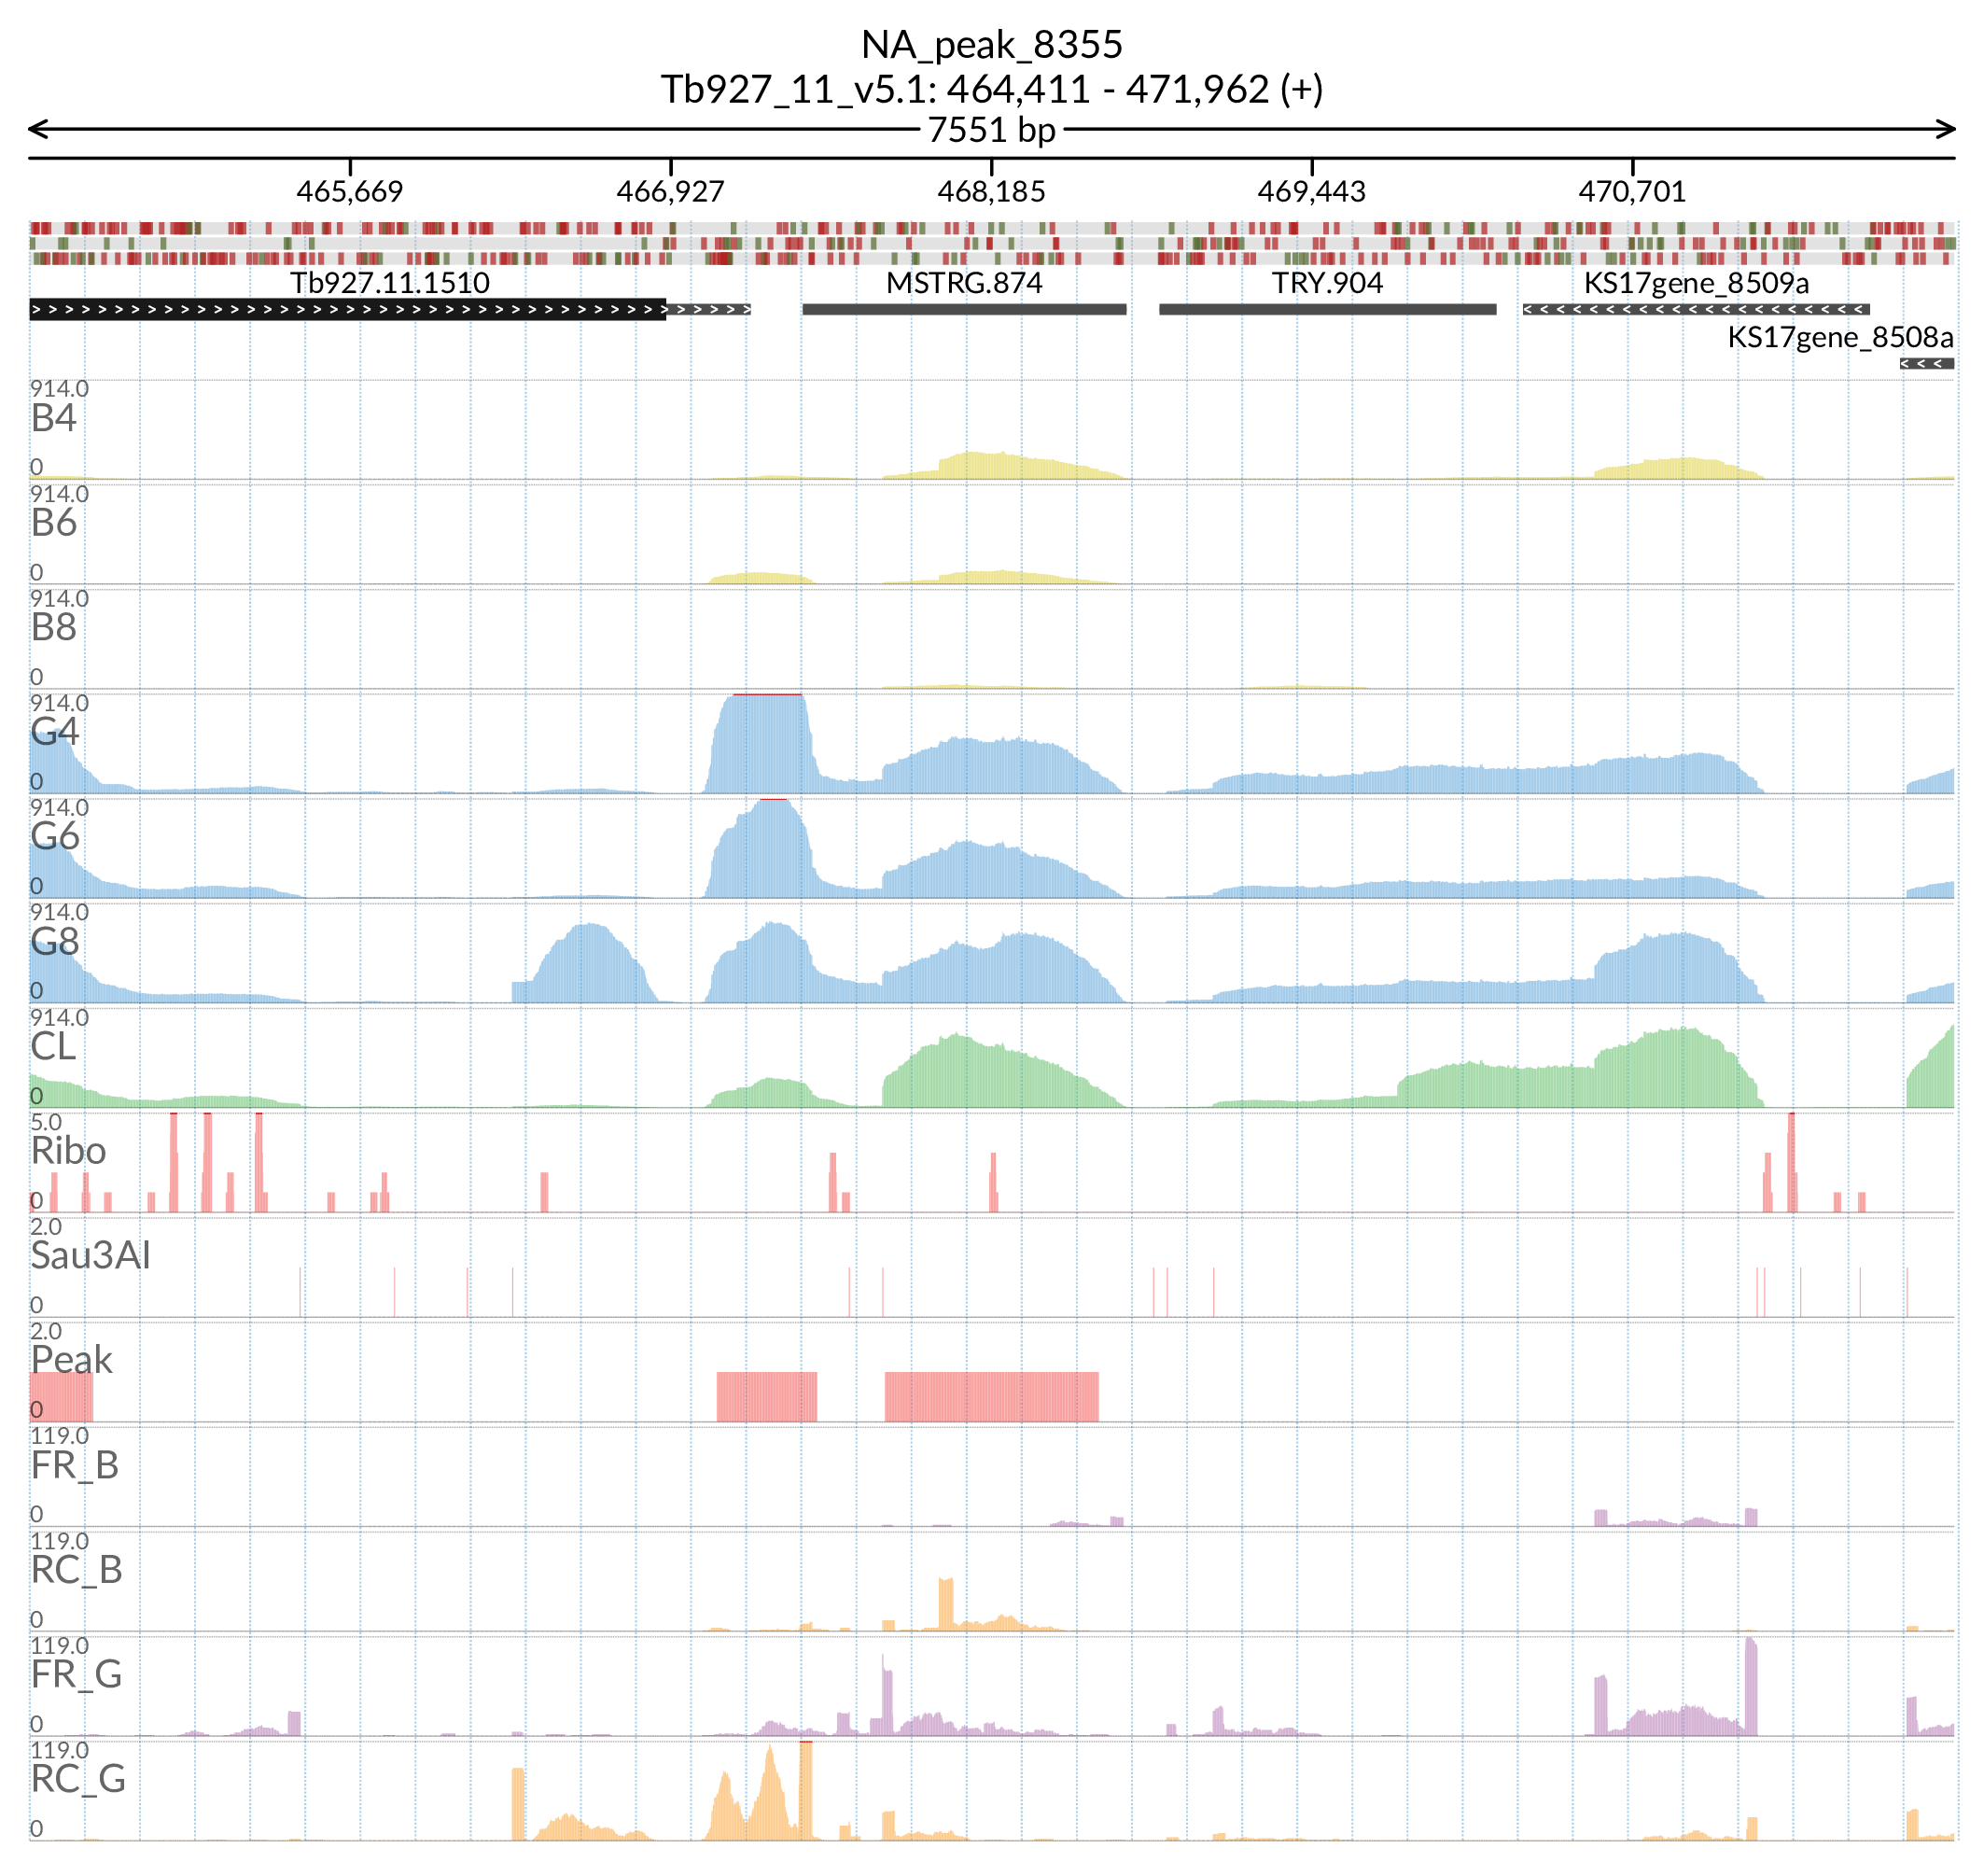 NA_peak_8355
Tb927_11_v5.1: 464,411 - 471,962 (+)
7551 bp
465,669 466,927 468,185 469,443 470,701
Tb927.11.1510 MSTRG.874 TRY.904 KS17gene_8509a
KS17gene_8508a
914.0
B4
0
914.0
B6
0
914.0
B8
0
914.0
G4
0
914.0
G6
0
914.0
G8
0
914.0
CL
0
5.0
Ribo
0
2.0
Sau3AI
0
2.0
Peak
0
119.0
FR_B
0
119.0
RC_B
0
119.0
FR_G
0
119.0
RC_G
0